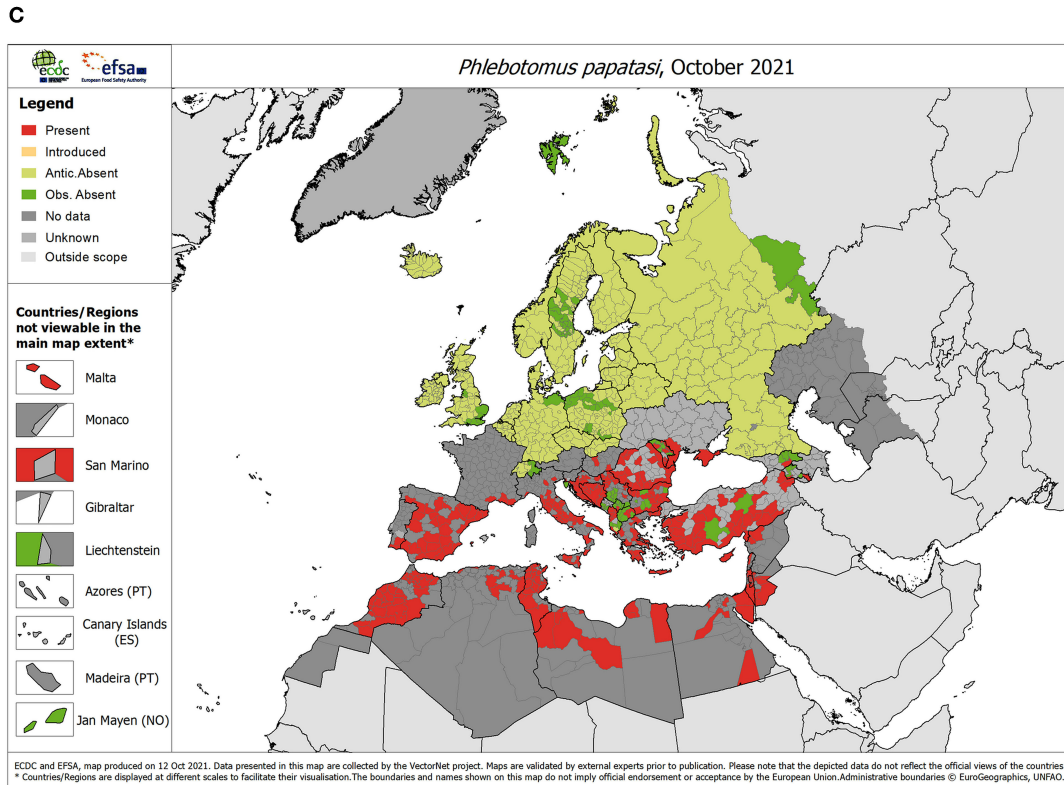 C
ecdc
efsa
European Food Safety Authority
Phlebotomus papatasi, October 2021
Legend
Present
Introduced
Antic.Absent
Obs. Absent
No data
Unknown
Outside scope
Countries/Regions
not viewable in the
main map extent*
Malta
Monaco
San Marino
Gibraltar
Liechtenstein
Azores (PT)
Canary Islands
(ES)
Madeira (PT)
Jan Mayen (NO)
ECDC and EFSA, map produced on 12 Oct 2021. Data presented in this map are collected by the VectorNet project. Maps are validated by external experts prior to publication. Please note that the depicted data do not reflect the official views of the countries
* Countries/Regions are displayed at different scales to facilitate their visualisation.The boundaries and names shown on this map do not imply official endorsement or acceptance by the European Union.Administrative boundaries © EuroGeographics, UNFAO.